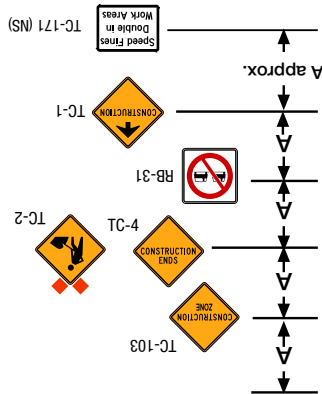 TC-171 (NS)
Speed Fines
Double in
Work Areas
A approx.
TC-1
CONSTRUCTION
A
RB-31
A
TC-2
TC-4
CONSTRUCTION
ENDS
A
CONSTRUCTION
ZONE
TC-103
A